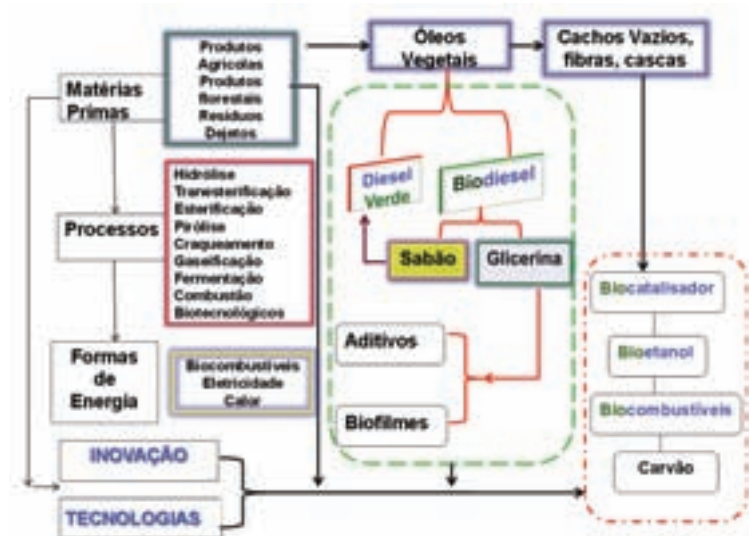 Matérias
Primas
Produtos
Agrícolas
Produtos
florestais
Resíduos
Dejetos
Óleos
Vegetais
Cachos Vazios,
fibras, cascas
Processos
Hidrólise
Tranesterificação
Esterificação
Pirólise
Craqueamento
Gaseificação
Fermentação
Combustão
Biotecnológicos
Diesel
Verde
Biodiesel
Sabão
Glicerina
Aditivos
Biofilmes
Biocatalisador
Bioetanol
Biocombustíveis
Carvão
Formas
de
Energia
Biocombustíveis
Eletricidade
Calor
INOVAÇÃO
TECNOLOGIAS